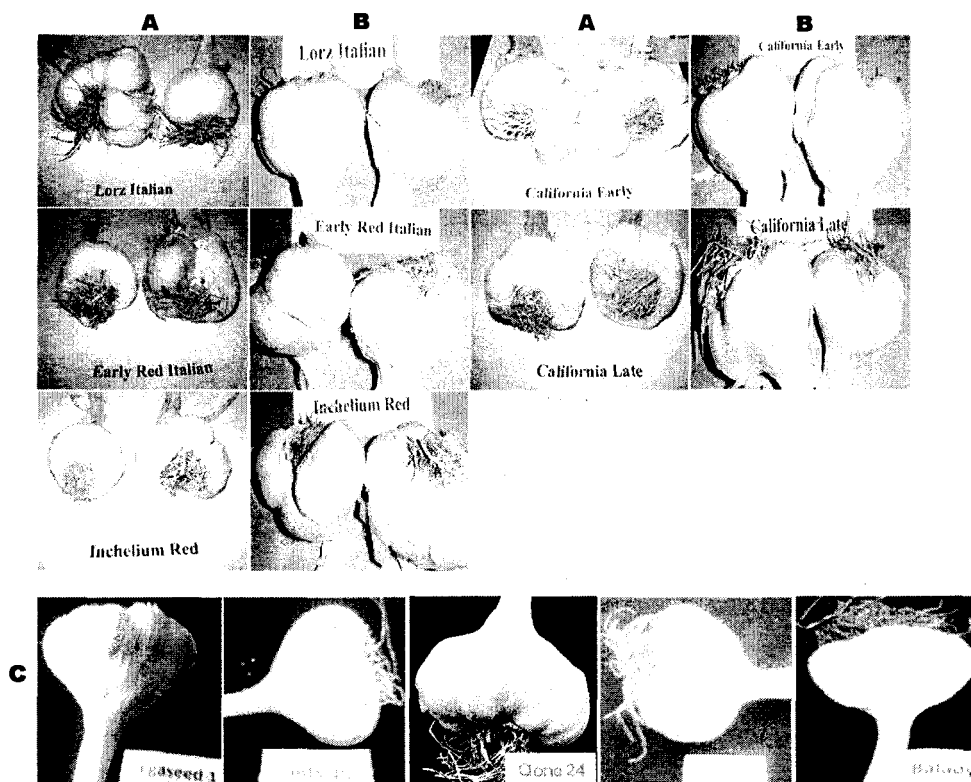 A B A B
Lorz Italian
Lorz Italian
California Early
California Early
Early Red Italian
Early Red Italian
California Late
California Late
Inchelium Red
Inchelium Red
C
Clone 24